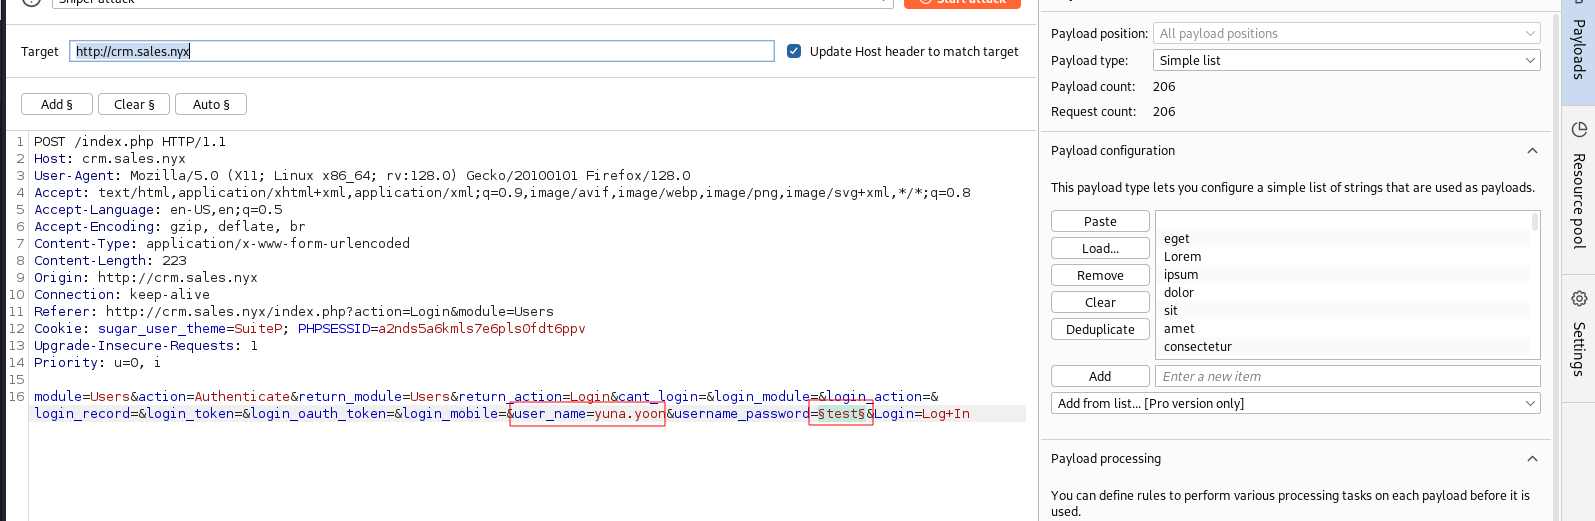 Sniper attack
Start attack
Target
http://crm.sales.nyx
Update Host header to match target
Add §
Clear §
Auto §
1 POST /index.php HTTP/1.1
2 Host: crm.sales.nyx
3 User-Agent: Mozilla/5.0 (X11; Linux x86_64; rv:128.0) Gecko/20100101 Firefox/128.0
4 Accept: text/html,application/xhtml+xml,application/xml;q=0.9,image/avif,image/webp,image/png,image/svg+xml,*/*;q=0.8
5 Accept-Language: en-US,en;q=0.5
6 Accept-Encoding: gzip, deflate, br
7 Content-Type: application/x-www-form-urlencoded
8 Content-Length: 223
9 Origin: http://crm.sales.nyx
10 Connection: keep-alive
11 Referer: http://crm.sales.nyx/index.php?action=Login&module=Users
12 Cookie: sugar_user_theme=SuiteP; PHPSESSID=a2nds5a6kmls7e6pls0fdt6ppv
13 Upgrade-Insecure-Requests: 1
14 Priority: u=0, i
15
16 module=Users&action=Authenticate&return_module=Users&return_action=Login&cant_login=&login_module=&login_action=&
login_record=&login_token=&login_oauth_token=&login_mobile=&user_name=yuna.yoon&username_password=§test§&Login=Log+In
Payload position:
All payload positions
Payload type:
Simple list
Payload count: 206
Request count: 206
Payload configuration
This payload type lets you configure a simple list of strings that are used as payloads.
Paste
Load...
Remove
Clear
Deduplicate
eget
Lorem
ipsum
dolor
sit
amet
consectetur
Add
Enter a new item
Add from list... [Pro version only]
Payload processing
You can define rules to perform various processing tasks on each payload before it is
used.
Payloads
Resource pool
Settings